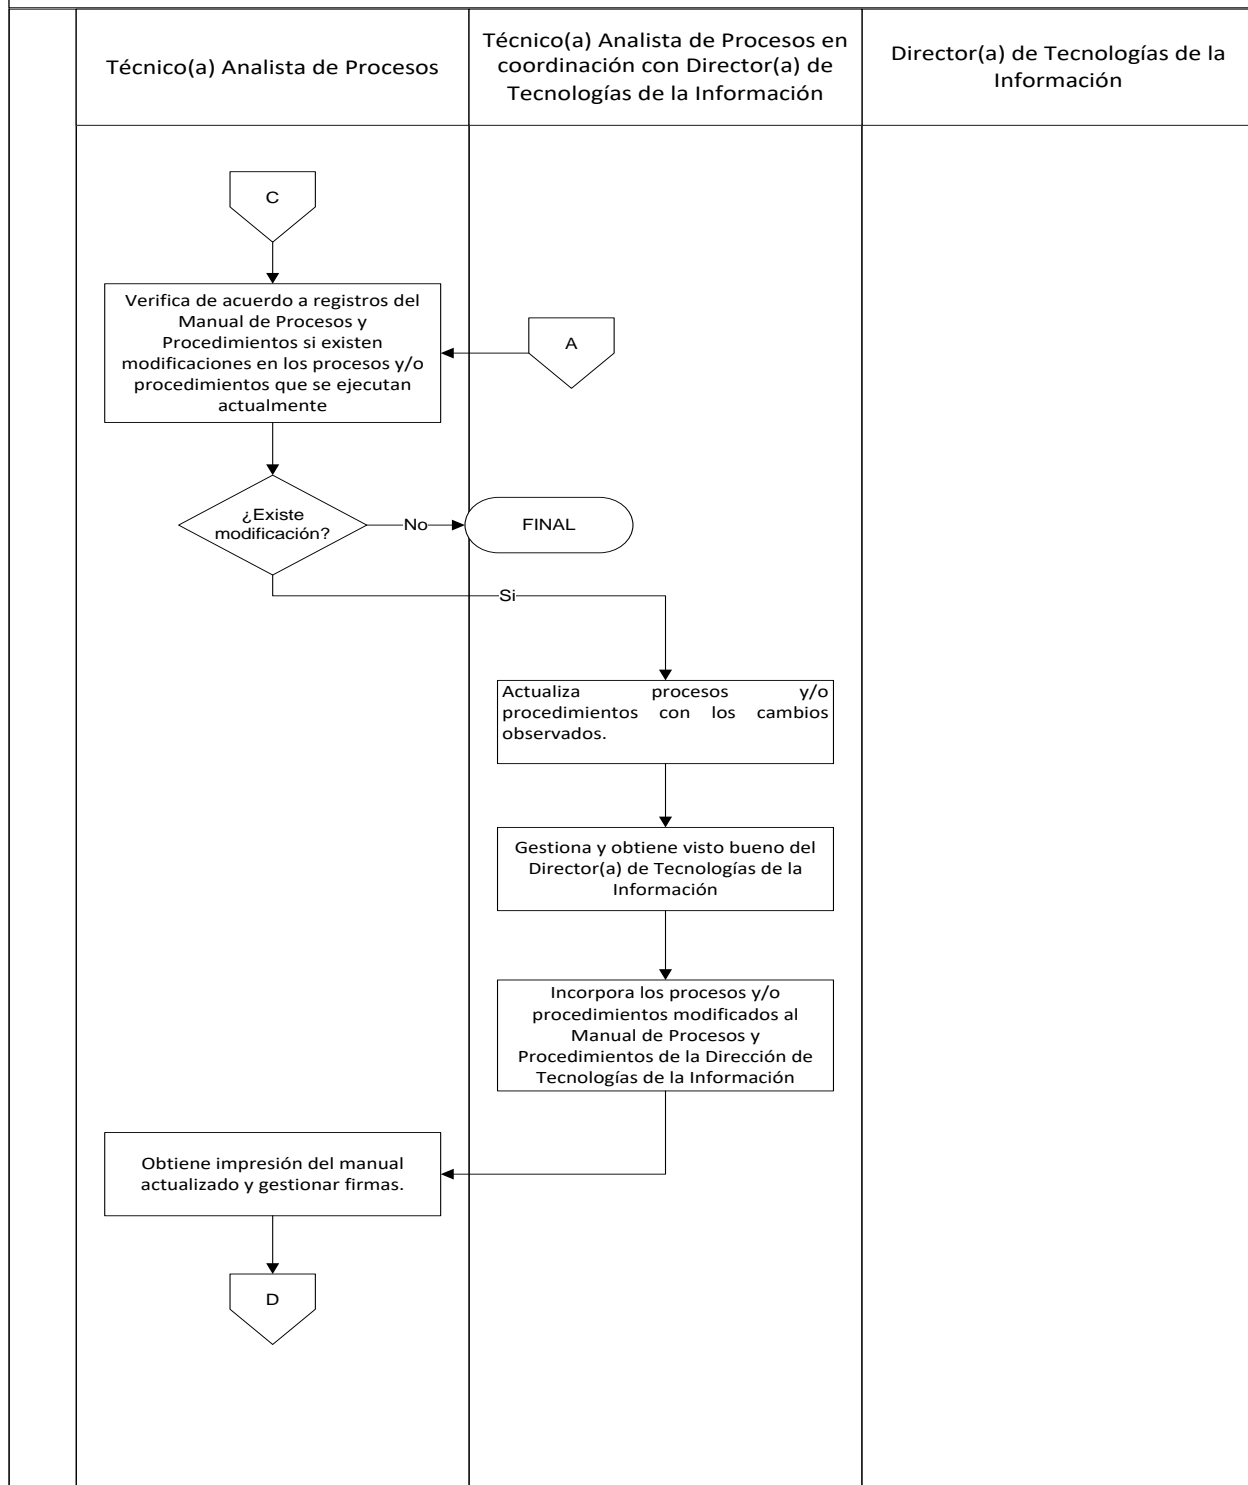 Técnico(a) Analista de Procesos
Técnico(a) Analista de Procesos en
coordinación con Director(a) de
Tecnologías de la Información
Director(a) de Tecnologías de la
Información
C
Verifica de acuerdo a registros del
Manual de Procesos y
Procedimientos si existen
modificaciones en los procesos y/o
procedimientos que se ejecutan
actualmente
A
¿Existe
modificación?
No
FINAL
Si
Actualiza procesos y/o
procedimientos con los cambios
observados.
Gestiona y obtiene visto bueno del
Director(a) de Tecnologías de la
Información
Incorpora los procesos y/o
procedimientos modificados al
Manual de Procesos y
Procedimientos de la Dirección de
Tecnologías de la Información
Obtiene impresión del manual
actualizado y gestionar firmas.
D